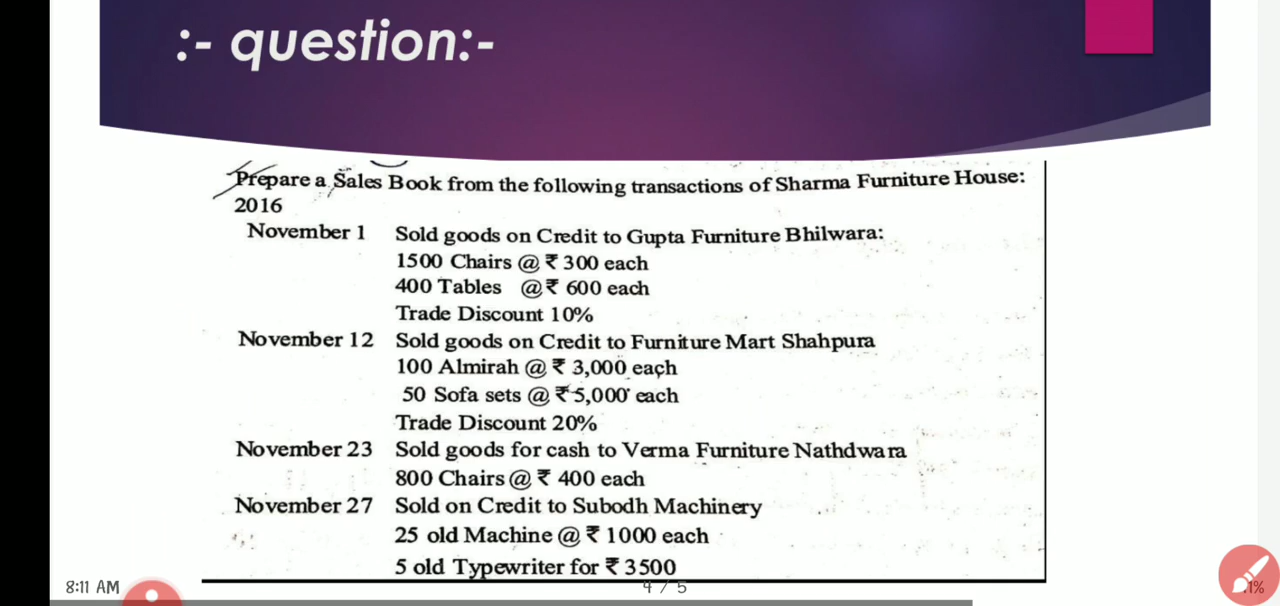 :- question:-
Prepare a Sales Book from the following transactions of Sharma Furniture House:
2016
November 1 Sold goods on Credit to Gupta Furniture Bhilwara:
1500 Chairs @ ₹ 300 each
400 Tables @ ₹ 600 each
Trade Discount 10%
November 12 Sold goods on Credit to Furniture Mart Shahpura
100 Almirah @ ₹ 3,000 each
50 Sofa sets @ ₹ 5,000 each
Trade Discount 20%
November 23 Sold goods for cash to Verma Furniture Nathdwara
800 Chairs @ ₹ 400 each
November 27 Sold on Credit to Subodh Machinery
25 old Machine @ ₹ 1000 each
5 old Typewriter for ₹ 3500
8:11 AM 4 / 5